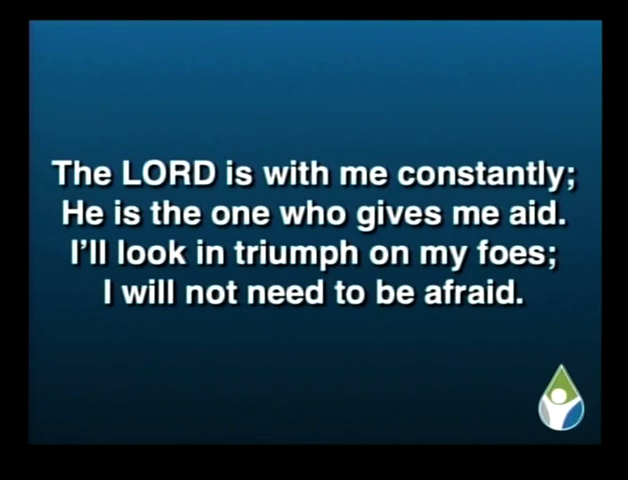 The LORD is with me constantly;
He is the one who gives me aid.
I’ll look in triumph on my foes;
I will not need to be afraid.